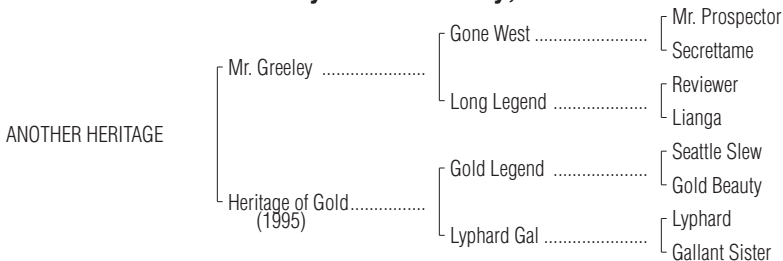 Mr. Prospector
Gone West ........................
Secrettame
Mr. Greeley ......................
Reviewer
Long Legend ....................
Lianga
ANOTHER HERITAGE
Seattle Slew
Gold Legend ....................
Gold Beauty
Heritage of Gold................
(1995)
Lyphard
Lyphard Gal ......................
Gallant Sister